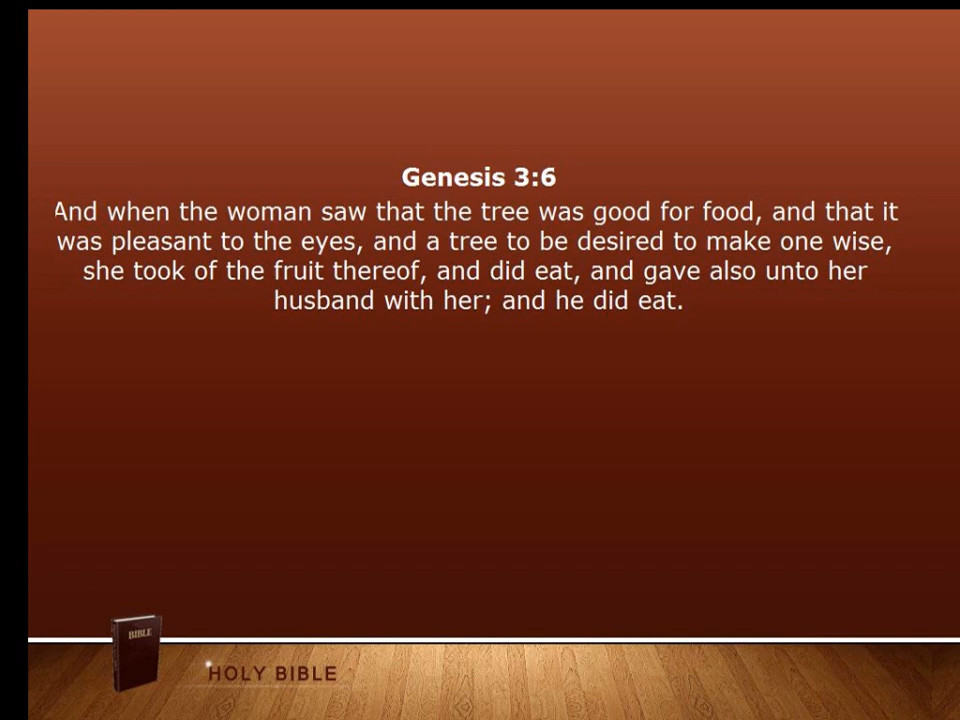 Genesis 3:6
And when the woman saw that the tree was good for food, and that it
was pleasant to the eyes, and a tree to be desired to make one wise,
she took of the fruit thereof, and did eat, and gave also unto her
husband with her; and he did eat.
BIBLE
HOLY BIBLE